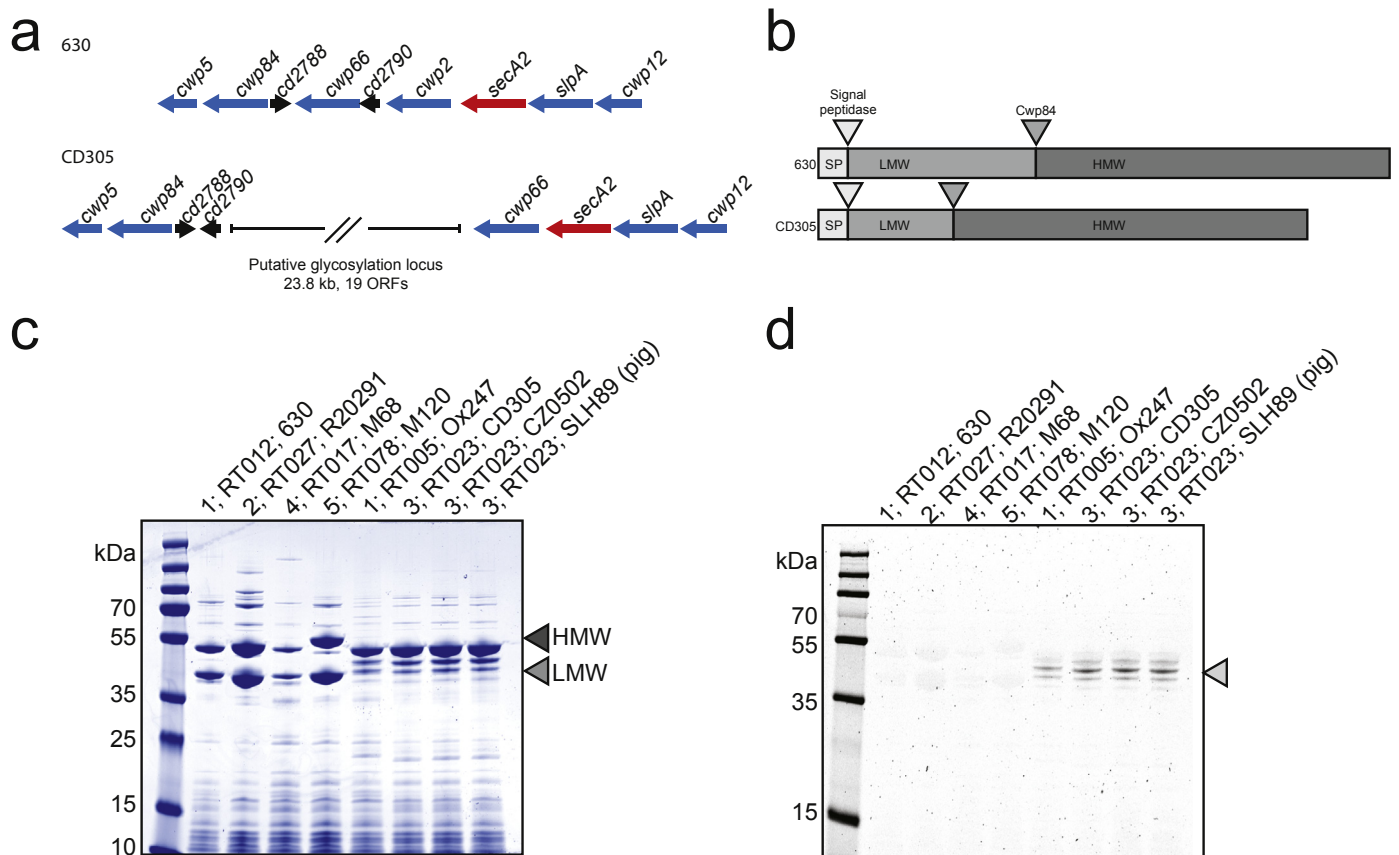 a
630
cwp5 cwp84 cd2788 cwp66 cd2790 cwp2 secA2 slpA cwp12
CD305
cwp5 cwp84 cd2788 cd2790 cwp66 secA2 slpA cwp12
Putative glycosylation locus
23.8 kb, 19 ORFs
b
Signal
peptidase
Cwp84
630 SP LMW HMW
CD305 SP LMW HMW
c
1; RT012; 630
2; RT027; R20291
4; RT017; M68
5; RT078; M120
1; RT005; Ox247
3; RT023; CD305
3; RT023; CZ0502
3; RT023; SLH89 (pig)
kDa
70
55
35
25
15
10
HMW
LMW
d
1; RT012; 630
2; RT027; R20291
4; RT017; M68
5; RT078; M120
1; RT005; Ox247
3; RT023; CD305
3; RT023; CZ0502
3; RT023; SLH89 (pig)
kDa
70
55
35
15